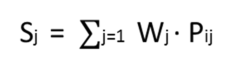 Sj = ∑j=1 Wj · Pij